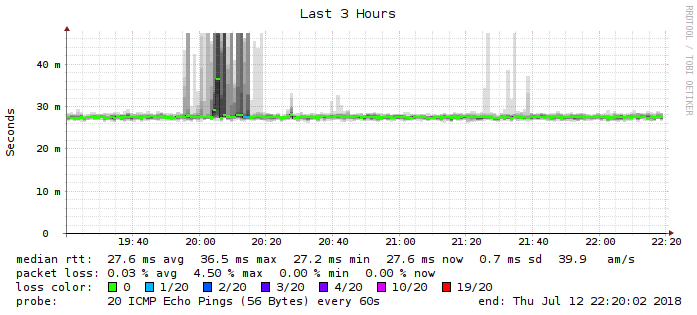 Last 3 Hours
RRDTOOL / TOBI OETIKER
Seconds
40 m
30 m
20 m
10 m
0
19:40 20:00 20:20 20:40 21:00 21:20 21:40 22:00 22:20
median rtt: 27.6 ms avg 36.5 ms max 27.2 ms min 27.6 ms now 0.7 ms sd 39.9 am/s
packet loss: 0.03 % avg 4.50 % max 0.00 % min 0.00 % now
loss color: 0 1/20 2/20 3/20 4/20 10/20 19/20
probe: 20 ICMP Echo Pings (56 Bytes) every 60s end: Thu Jul 12 22:20:02 2018